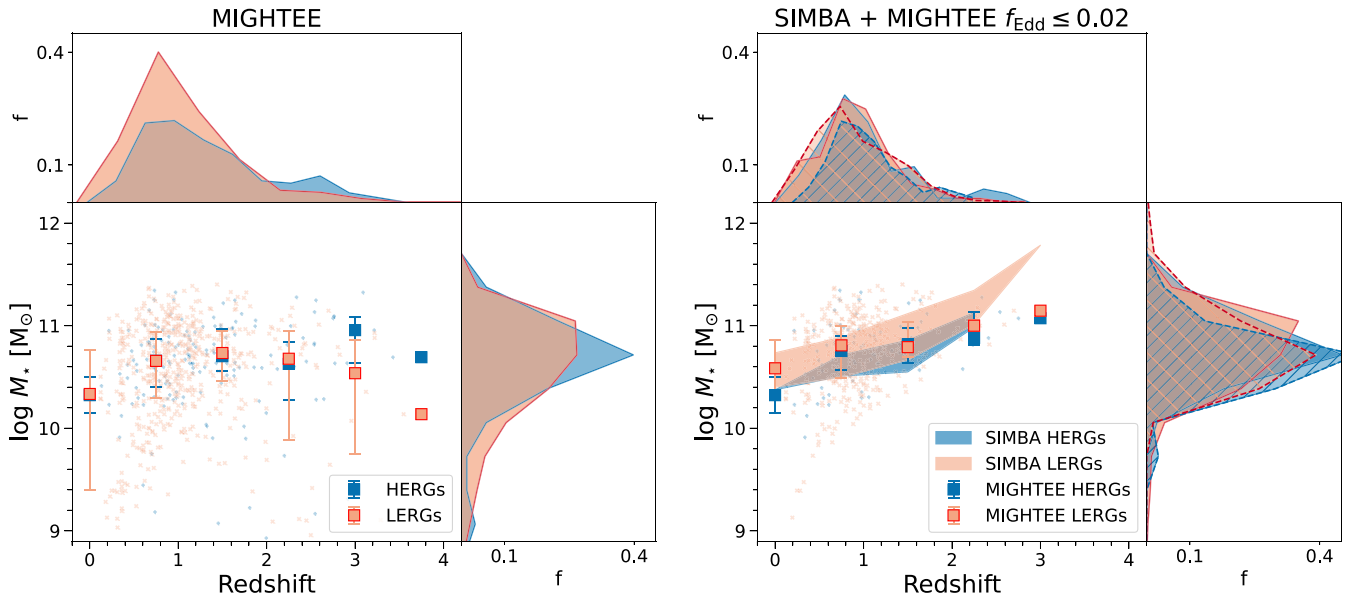 MIGHTEE
0.4
f
0.1
12
11
10
9
log M⋆ [M⊙]
0 1 2 3 4
Redshift
0.1 0.4
f
HERGs
LERGs
SIMBA + MIGHTEE fEdd ≤ 0.02
0.4
f
0.1
12
11
10
9
log M⋆ [M⊙]
0 1 2 3 4
Redshift
0.1 0.4
f
SIMBA HERGs
SIMBA LERGs
MIGHTEE HERGs
MIGHTEE LERGs